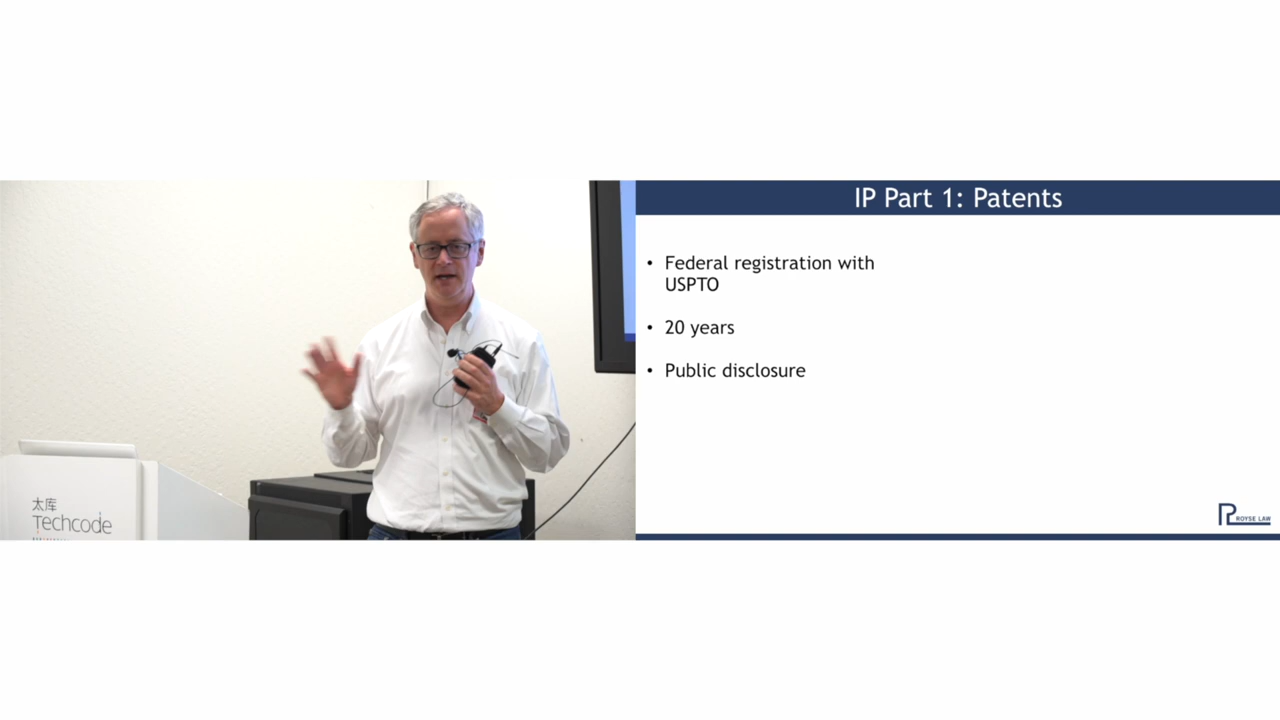 太库
Techcode
IP Part 1: Patents
• Federal registration with
USPTO
• 20 years
• Public disclosure
ROYSE LAW